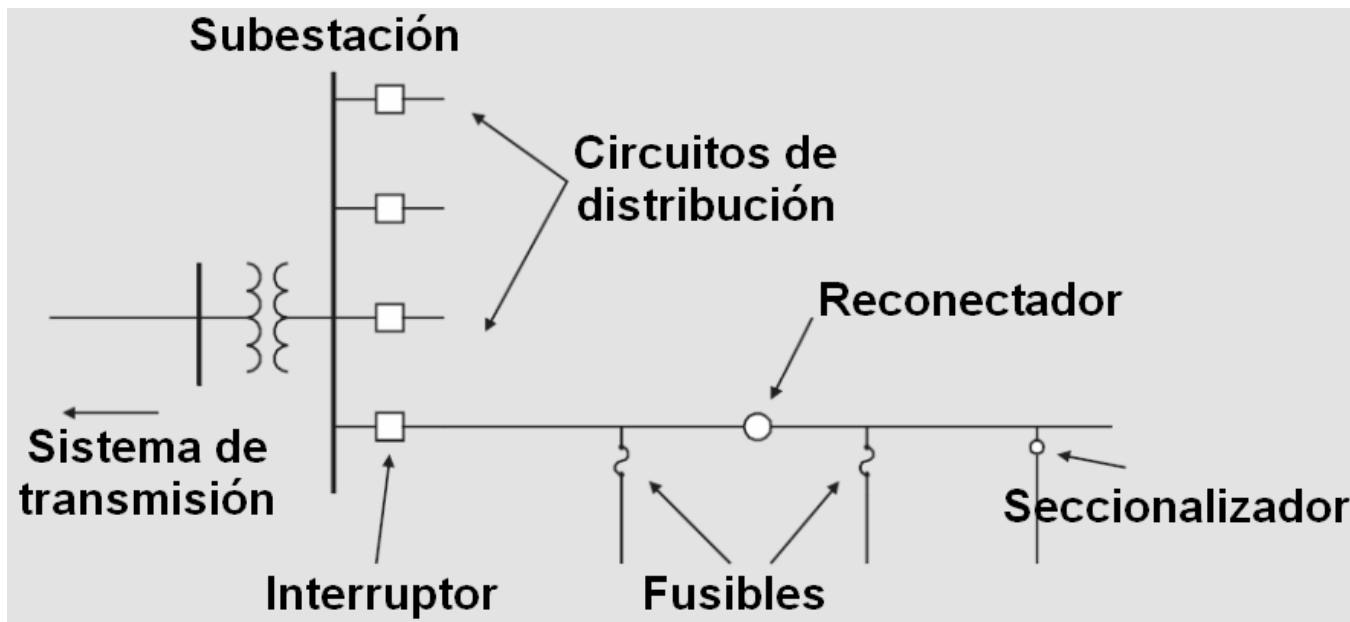 Subestación
Circuitos de
distribución
Reconectador
Sistema de
transmisión
Seccionalizador
Interruptor
Fusibles